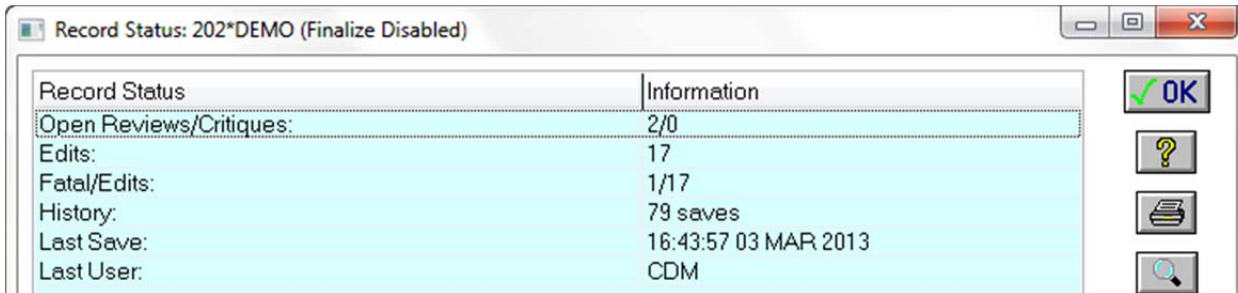 Record Status: 202*DEMO (Finalize Disabled)
Record Status Information
OK
Open Reviews/Critiques: 2/0
Edits: 17
?
Fatal/Edits: 1/17
History: 79 saves
Last Save: 16:43:57 03 MAR 2013
Last User: CDM